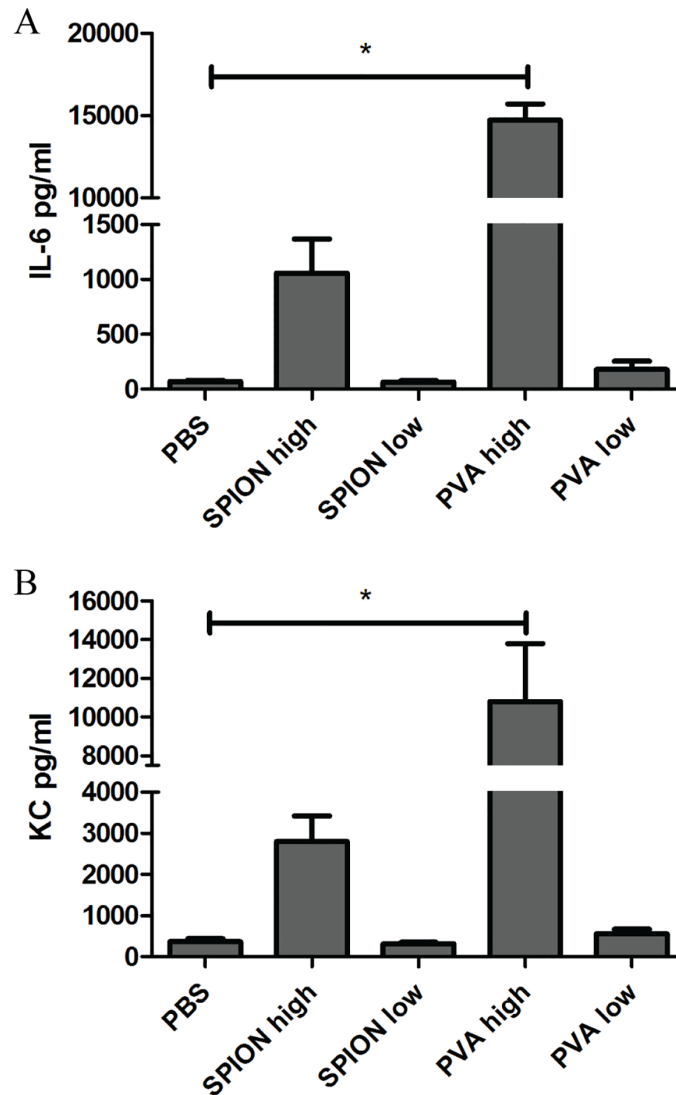 A
IL-6 pg/ml
20000
15000
10000
1500
1000
500
0
*
PBS
SPION high
SPION low
PVA high
PVA low
B
KC pg/ml
16000
14000
12000
10000
8000
4000
3000
2000
1000
0
*
PBS
SPION high
SPION low
PVA high
PVA low